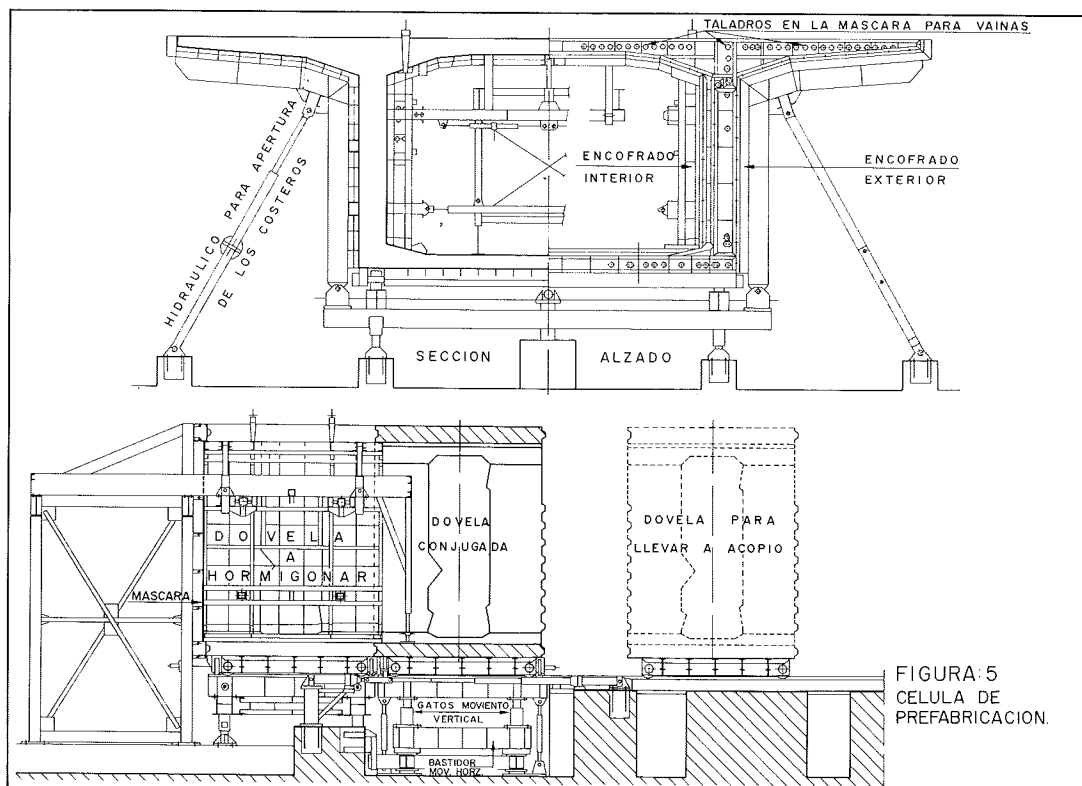 TALADROS EN LA MASCARA PARA VAINAS
HIDRAULICO PARA APERTURA
DE LOS COSTEROS
ENCOFRADO
INTERIOR
ENCOFRADO
EXTERIOR
SECCION
ALZADO
DOVELA
A
HORMIGONAR
MASCARA
DOVELA
CONJUGADA
DOVELA PARA
LLEVAR A ACOPIO
GATOS MOVIENTO
VERTICAL
BASTIDOR
MOV. HORZ.
FIGURA: 5
CELULA DE
PREFABRICACION.